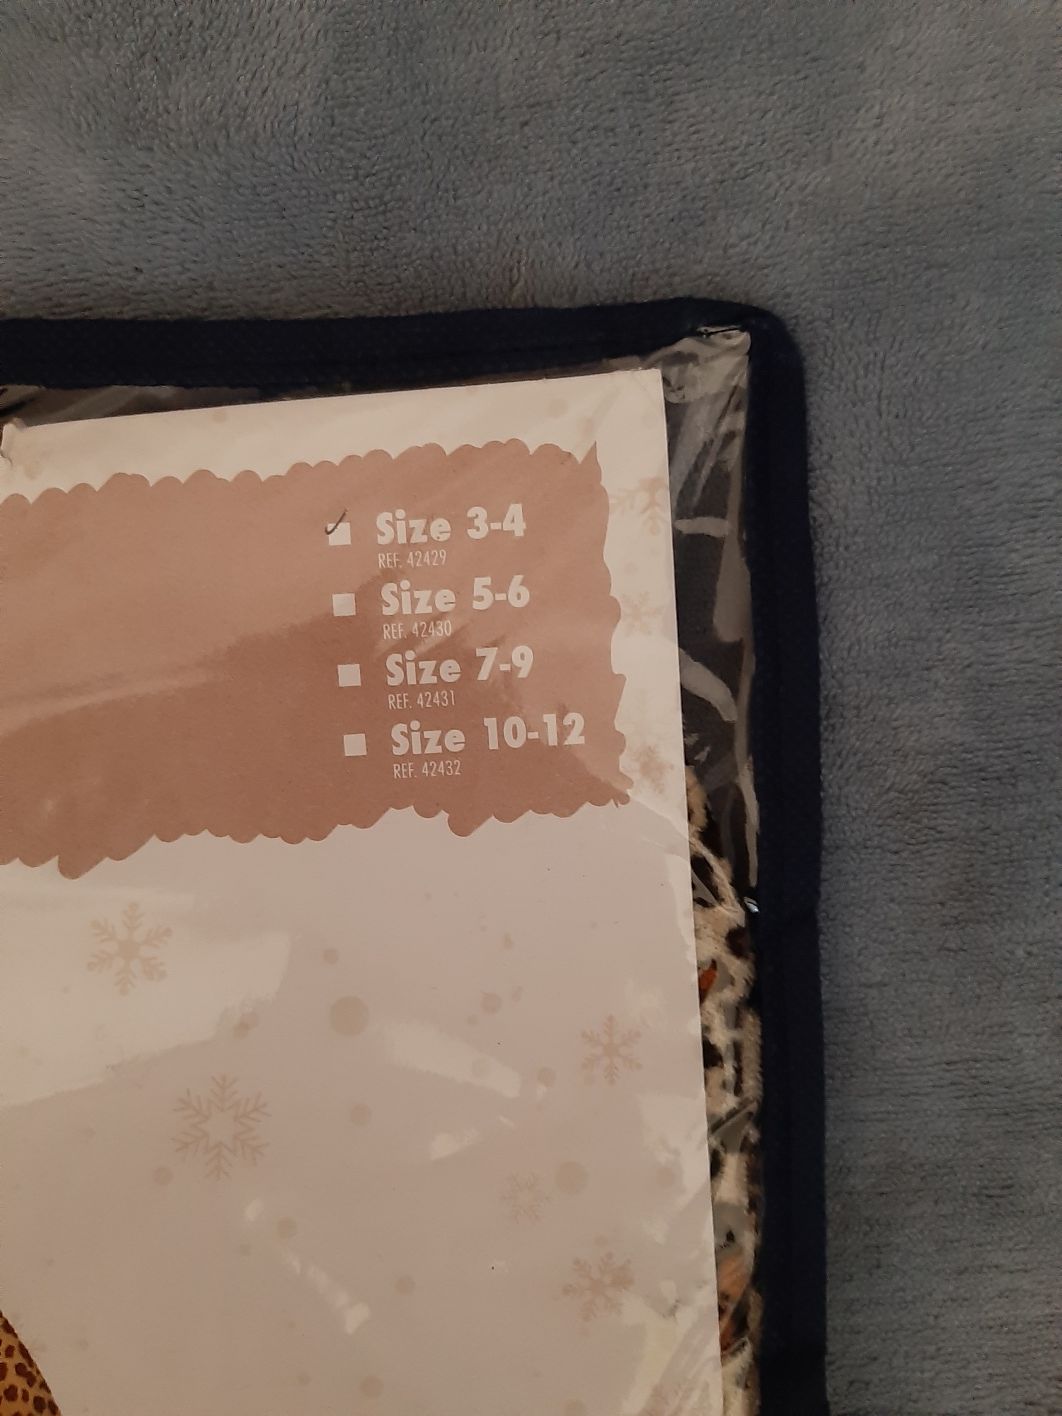 Size 3-4
REF. 42429
Size 5-6
REF. 42430
Size 7-9
REF. 42431
Size 10-12
REF. 42432